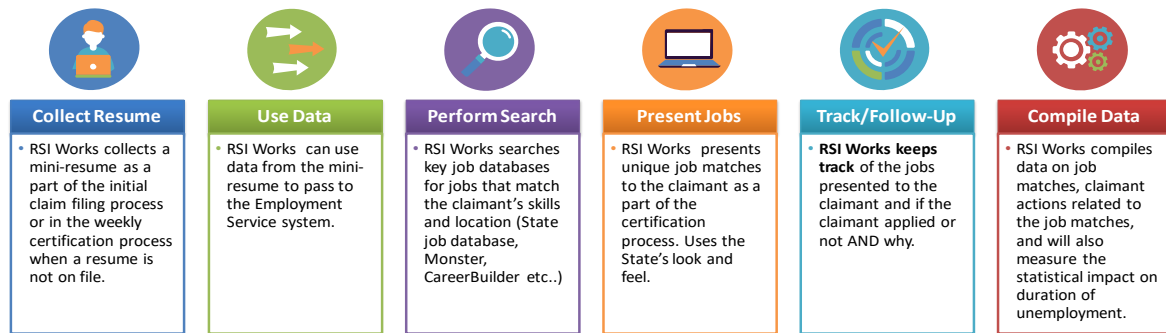 Collect Resume
• RSI Works collects a
mini-resume as a
part of the initial
claim filing process
or in the weekly
certification process
when a resume is
not on file.
Use Data
• RSI Works can use
data from the mini-
resume to pass to
the Employment
Service system.
Perform Search
• RSI Works searches
key job databases
for jobs that match
the claimant's skills
and location (State
job database,
Monster,
CareerBuilder etc..)
Present Jobs
• RSI Works presents
unique job matches
to the claimant as a
part of the
certification
process. Uses the
State's look and
feel.
Track/Follow-Up
• RSI Works keeps
track of the jobs
presented to the
claimant and if the
claimant applied or
not AND why.
Compile Data
• RSI Works compiles
data on job
matches, claimant
actions related to
the job matches,
and will also
measure the
statistical impact on
duration of
unemployment.